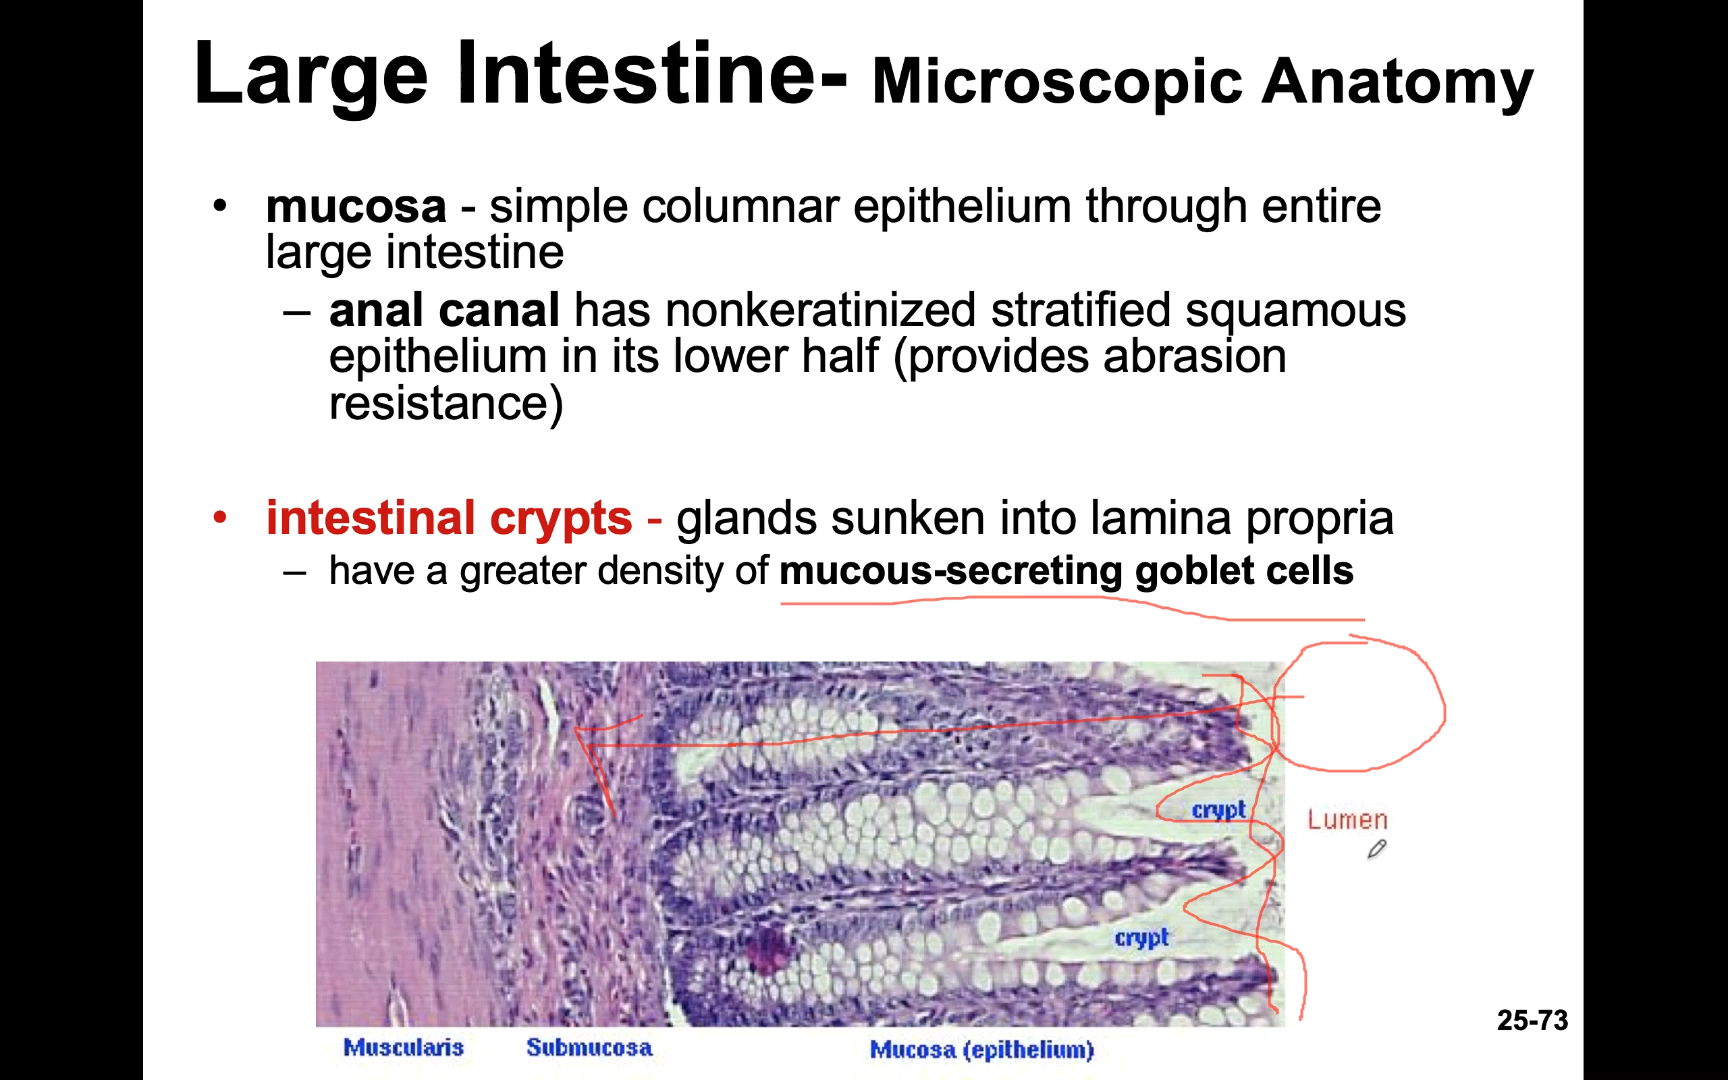 Large Intestine- Microscopic Anatomy
• mucosa - simple columnar epithelium through entire
large intestine
– anal canal has nonkeratinized stratified squamous
epithelium in its lower half (provides abrasion
resistance)
• intestinal crypts - glands sunken into lamina propria
– have a greater density of mucous-secreting goblet cells
crypt
Lumen
crypt
25-73
Muscularis Submucosa Mucosa (epithelium)